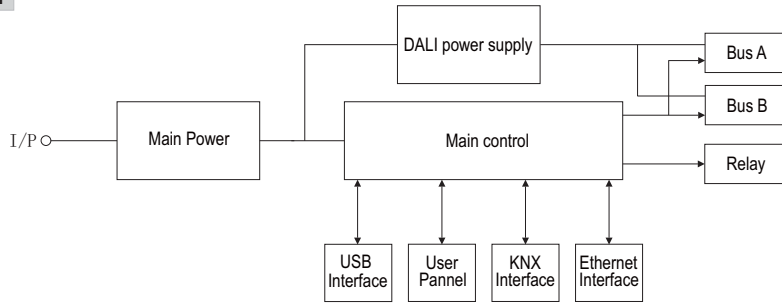 DALI power supply
Bus A
Bus B
I/P
Main Power
Main control
Relay
USB
Interface
User
Pannel
KNX
Interface
Ethernet
Interface